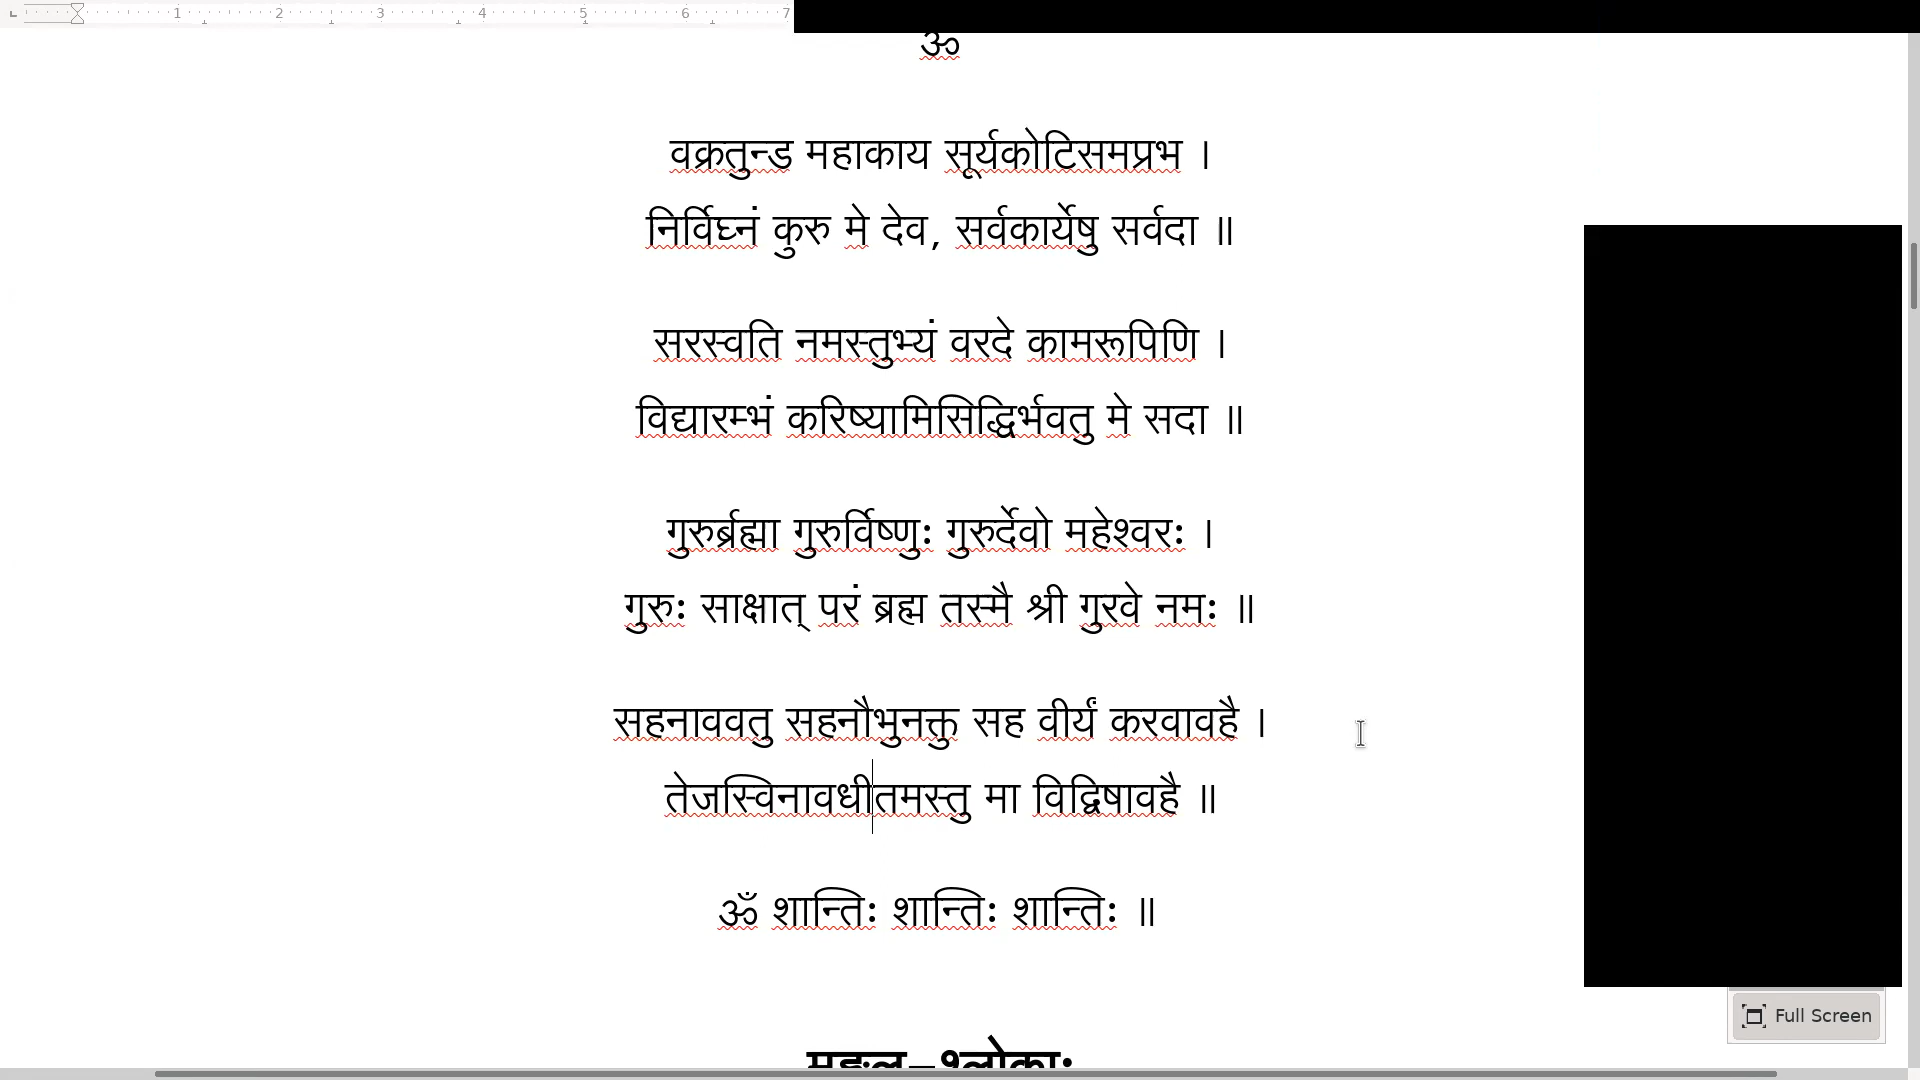 1 2 3 4 5 6 7
ॐ
वक्रतुन्ड महाकाय सूर्यकोटिसमप्रभ ।
निर्विघ्नं कुरु मे देव, सर्वकार्येषु सर्वदा ॥
सरस्वति नमस्तुभ्यं वरदे कामरूपिणि ।
विद्यारम्भं करिष्यामिसिद्धिर्भवतु मे सदा ॥
गुरुर्ब्रह्मा गुरुर्विष्णुः गुरुर्देवो महेश्वरः ।
गुरुः साक्षात् परं ब्रह्म तस्मै श्री गुरवे नमः ॥
सहनाववतु सहनौभुनक्तु सह वीर्यं करवावहै ।
तेजस्विनावधीतमस्तु मा विद्विषावहै ॥
ॐ शान्तिः शान्तिः शान्तिः ॥
Full Screen
मङ्गल-श्लोकाः